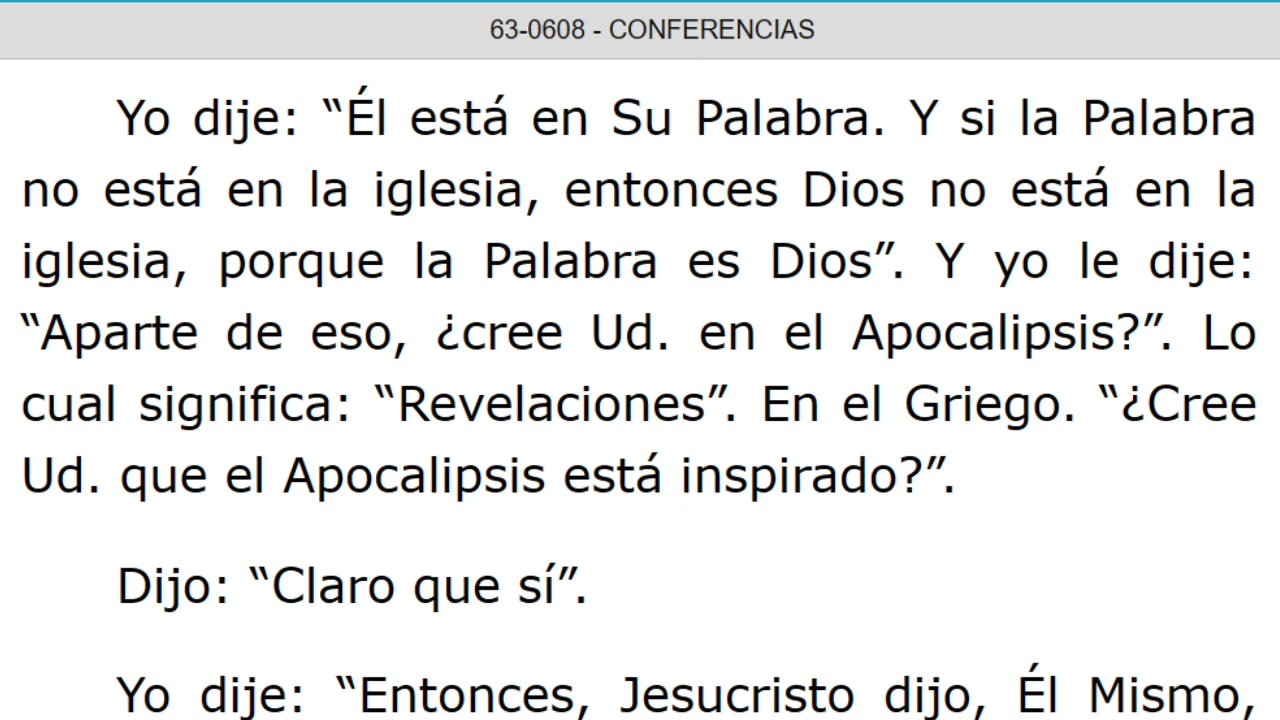 63-0608 - CONFERENCIAS
Yo dije: “Él está en Su Palabra. Y si la Palabra
no está en la iglesia, entonces Dios no está en la
iglesia, porque la Palabra es Dios”. Y yo le dije:
“Aparte de eso, ¿cree Ud. en el Apocalipsis?”. Lo
cual significa: “Revelaciones”. En el Griego. “¿Cree
Ud. que el Apocalipsis está inspirado?”.
Dijo: “Claro que sí”.
Yo dije: “Entonces, Jesucristo dijo, Él Mismo,